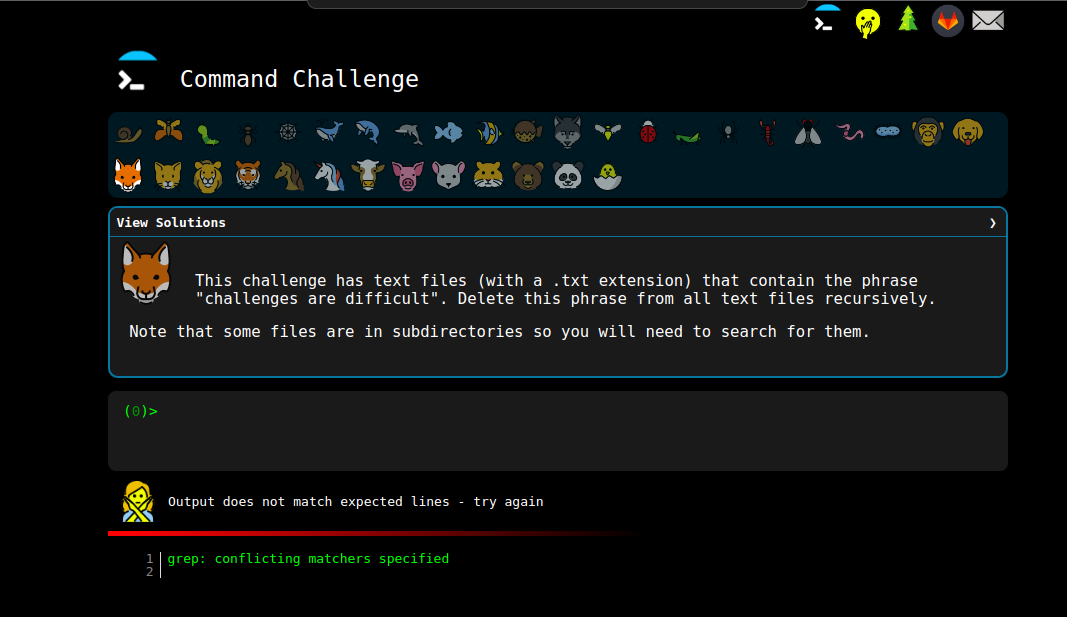 Command Challenge
View Solutions ❯
This challenge has text files (with a .txt extension) that contain the phrase
"challenges are difficult". Delete this phrase from all text files recursively.
Note that some files are in subdirectories so you will need to search for them.
(0)>
Output does not match expected lines - try again
1 grep: conflicting matchers specified
2